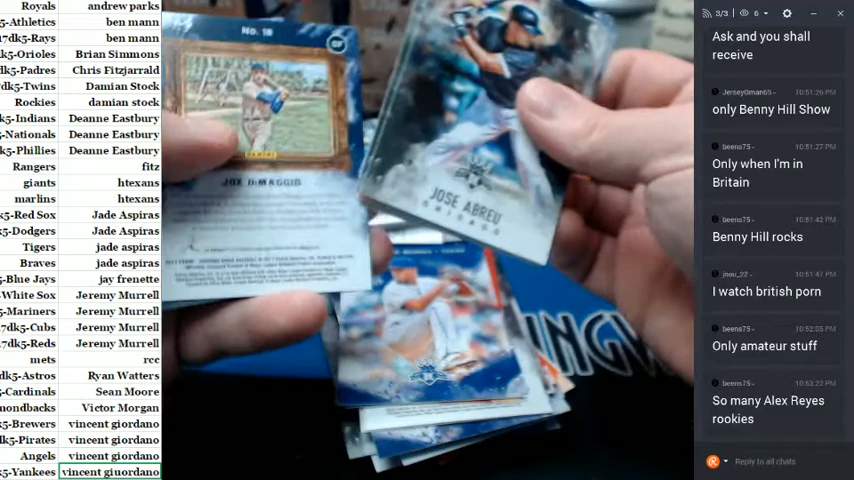 Royals andrew parks
5-Athletics ben mann
7dk5-Rays ben mann
dk5-Orioles Brian Simmons
dk5-Padres Chris Fitzjarrald
dk5-Twins Damian Stock
Rockies damian stock
k5-Indians Deanne Eastbury
-Nationals Deanne Eastbury
5-Phillies Deanne Eastbury
Rangers fitz
giants htexans
marlins htexans
k5-Red Sox Jade Aspiras
5-Dodgers Jade Aspiras
Tigers jade aspiras
Braves jade aspiras
5-Blue Jays jay frenette
-White Sox Jeremy Murrell
5-Mariners Jeremy Murrell
17dk5-Cubs Jeremy Murrell
7dk5-Reds Jeremy Murrell
mets rcc
dk5-Astros Ryan Watters
5-Cardinals Sean Moore
mondbacks Victor Morgan
k5-Brewers vincent giordano
k5-Pirates vincent giordano
Angels vincent giordano
k5-Yankees vincent giuordano
No. 18
CF
PANINI
JOE DiMAGGIO
JOSE ABREU
CHICAGO
INGW
3/3 6
Ask and you shall
receive
Jersey0man65 - 10:51:26 PM
only Benny Hill Show
beens75 - 10:51:27 PM
Only when I'm in
Britain
beens75 - 10:51:42 PM
Benny Hill rocks
jnou_22 - 10:51:47 PM
I watch british porn
beens75 - 10:52:05 PM
Only amateur stuff
beens75 - 10:53:22 PM
So many Alex Reyes
rookies
Reply to all chats